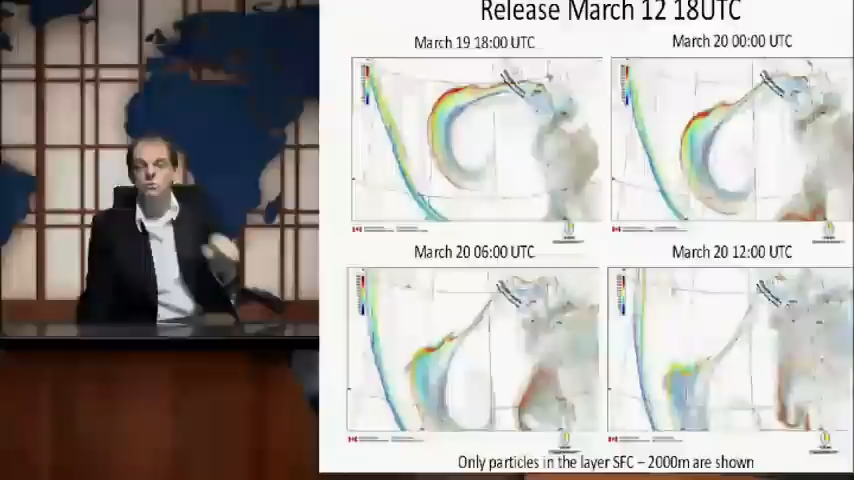 Release March 12 18UTC
March 19 18:00 UTC
March 20 00:00 UTC
March 20 06:00 UTC
March 20 12:00 UTC
Only particles in the layer SFC – 2000m are shown